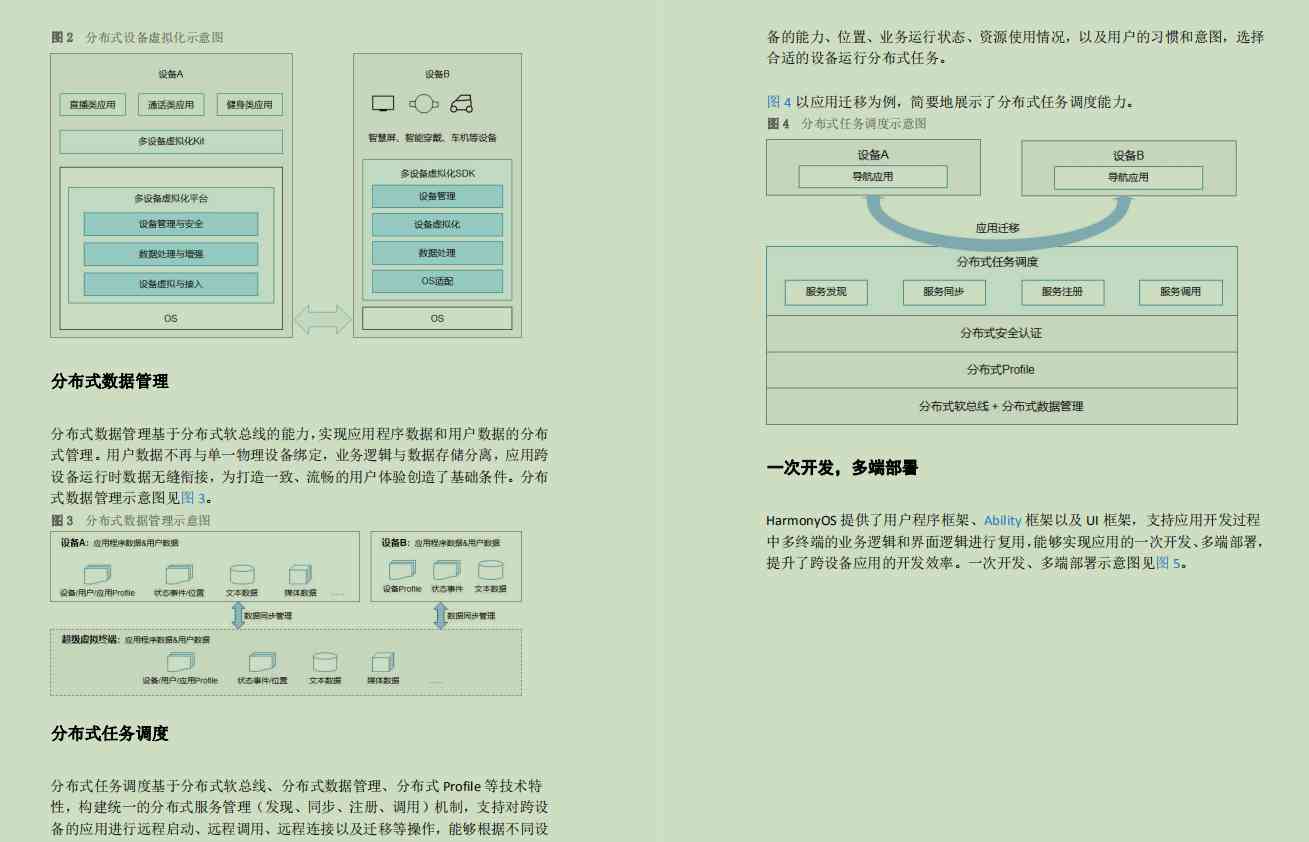 图 2 分布式设备虚拟化示意图
设备A
直播类应用 通话类应用 健身类应用
多设备虚拟化Kit
多设备虚拟化平台
设备管理与安全
数据处理与增强
设备虚拟与接入
OS
设备B
智慧屏、智能穿戴、车机等设备
多设备虚拟化SDK
设备管理
设备虚拟化
数据处理
OS适配
OS
分布式数据管理
分布式数据管理基于分布式软总线的能力，实现应用程序数据和用户数据的分布
式管理。用户数据不再与单一物理设备绑定，业务逻辑与数据存储分离，应用跨
设备运行时数据无缝衔接，为打造一致、流畅的用户体验创造了基础条件。分布
式数据管理示意图见图 3。
图 3 分布式数据管理示意图
设备A：应用程序数据&用户数据
设备/用户/应用Profile 状态事件/位置 文本数据 媒体数据 ......
设备B：应用程序数据&用户数据
设备Profile 状态事件 文本数据
数据同步管理 数据同步管理
超级虚拟终端：应用程序数据&用户数据
设备/用户/应用Profile 状态事件/位置 文本数据 媒体数据 ......
分布式任务调度
分布式任务调度基于分布式软总线、分布式数据管理、分布式 Profile 等技术特
性，构建统一的分布式服务管理（发现、同步、注册、调用）机制，支持对跨设
备的应用进行远程启动、远程调用、远程连接以及迁移等操作，能够根据不同设
备的能力、位置、业务运行状态、资源使用情况，以及用户的习惯和意图，选择
合适的设备运行分布式任务。
图 4 以应用迁移为例，简要地展示了分布式任务调度能力。
图 4 分布式任务调度示意图
设备A
导航应用
设备B
导航应用
应用迁移
分布式任务调度
服务发现 服务同步 服务注册 服务调用
分布式安全认证
分布式Profile
分布式软总线 + 分布式数据管理
一次开发，多端部署
HarmonyOS 提供了用户程序框架、Ability 框架以及 UI 框架，支持应用开发过程
中多终端的业务逻辑和界面逻辑进行复用，能够实现应用的一次开发、多端部署，
提升了跨设备应用的开发效率。一次开发、多端部署示意图见图 5。